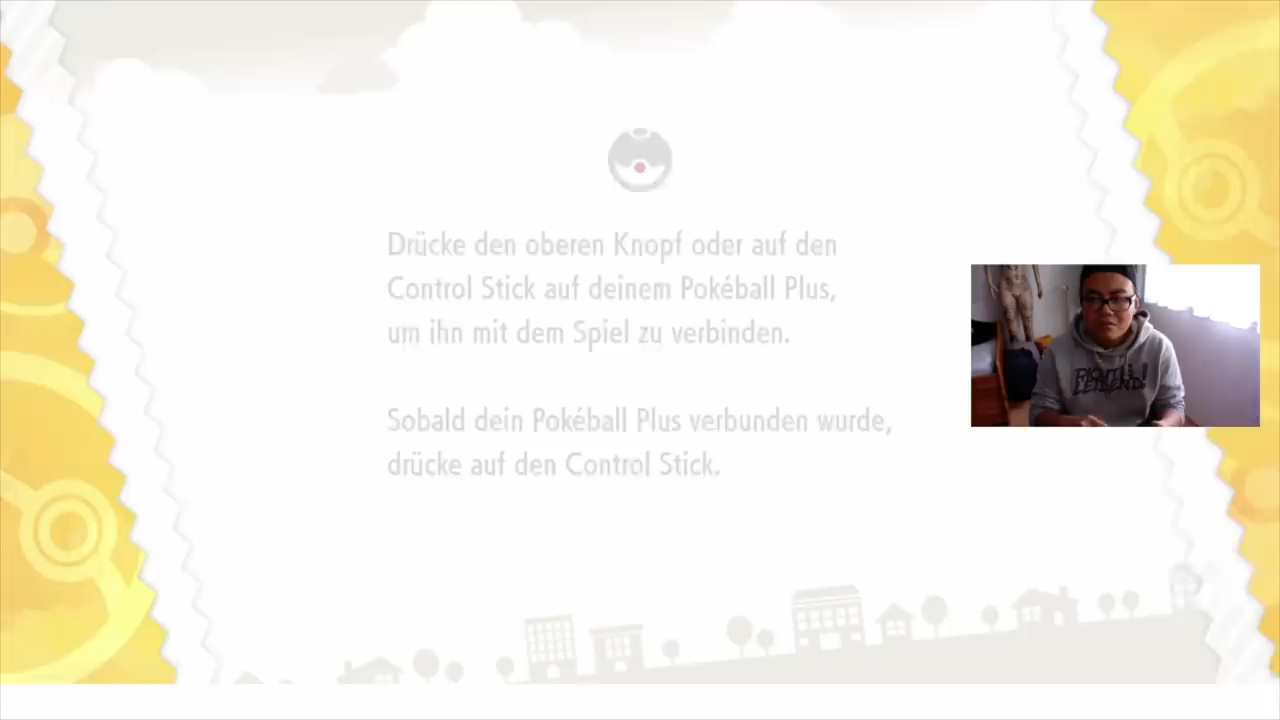 Drücke den oberen Knopf oder auf den
Control Stick auf deinem Pokéball Plus,
um ihn mit dem Spiel zu verbinden.
Sobald dein Pokéball Plus verbunden wurde,
drücke auf den Control Stick.